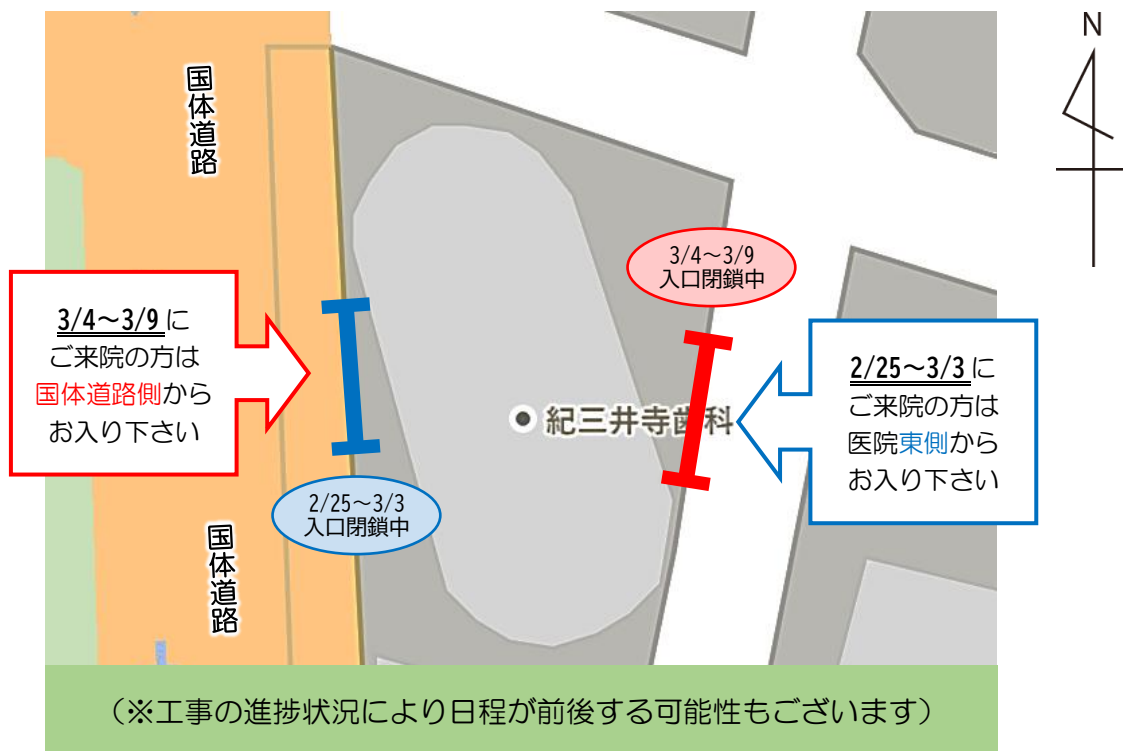 N
国体道路
3/4～3/9
入口閉鎖中
3/4～3/9に
ご来院の方は
国体道路側から
お入り下さい
2/25～3/3に
ご来院の方は
医院東側から
お入り下さい
紀三井寺歯科
2/25～3/3
入口閉鎖中
国体道路
（※工事の進捗状況により日程が前後する可能性もございます）